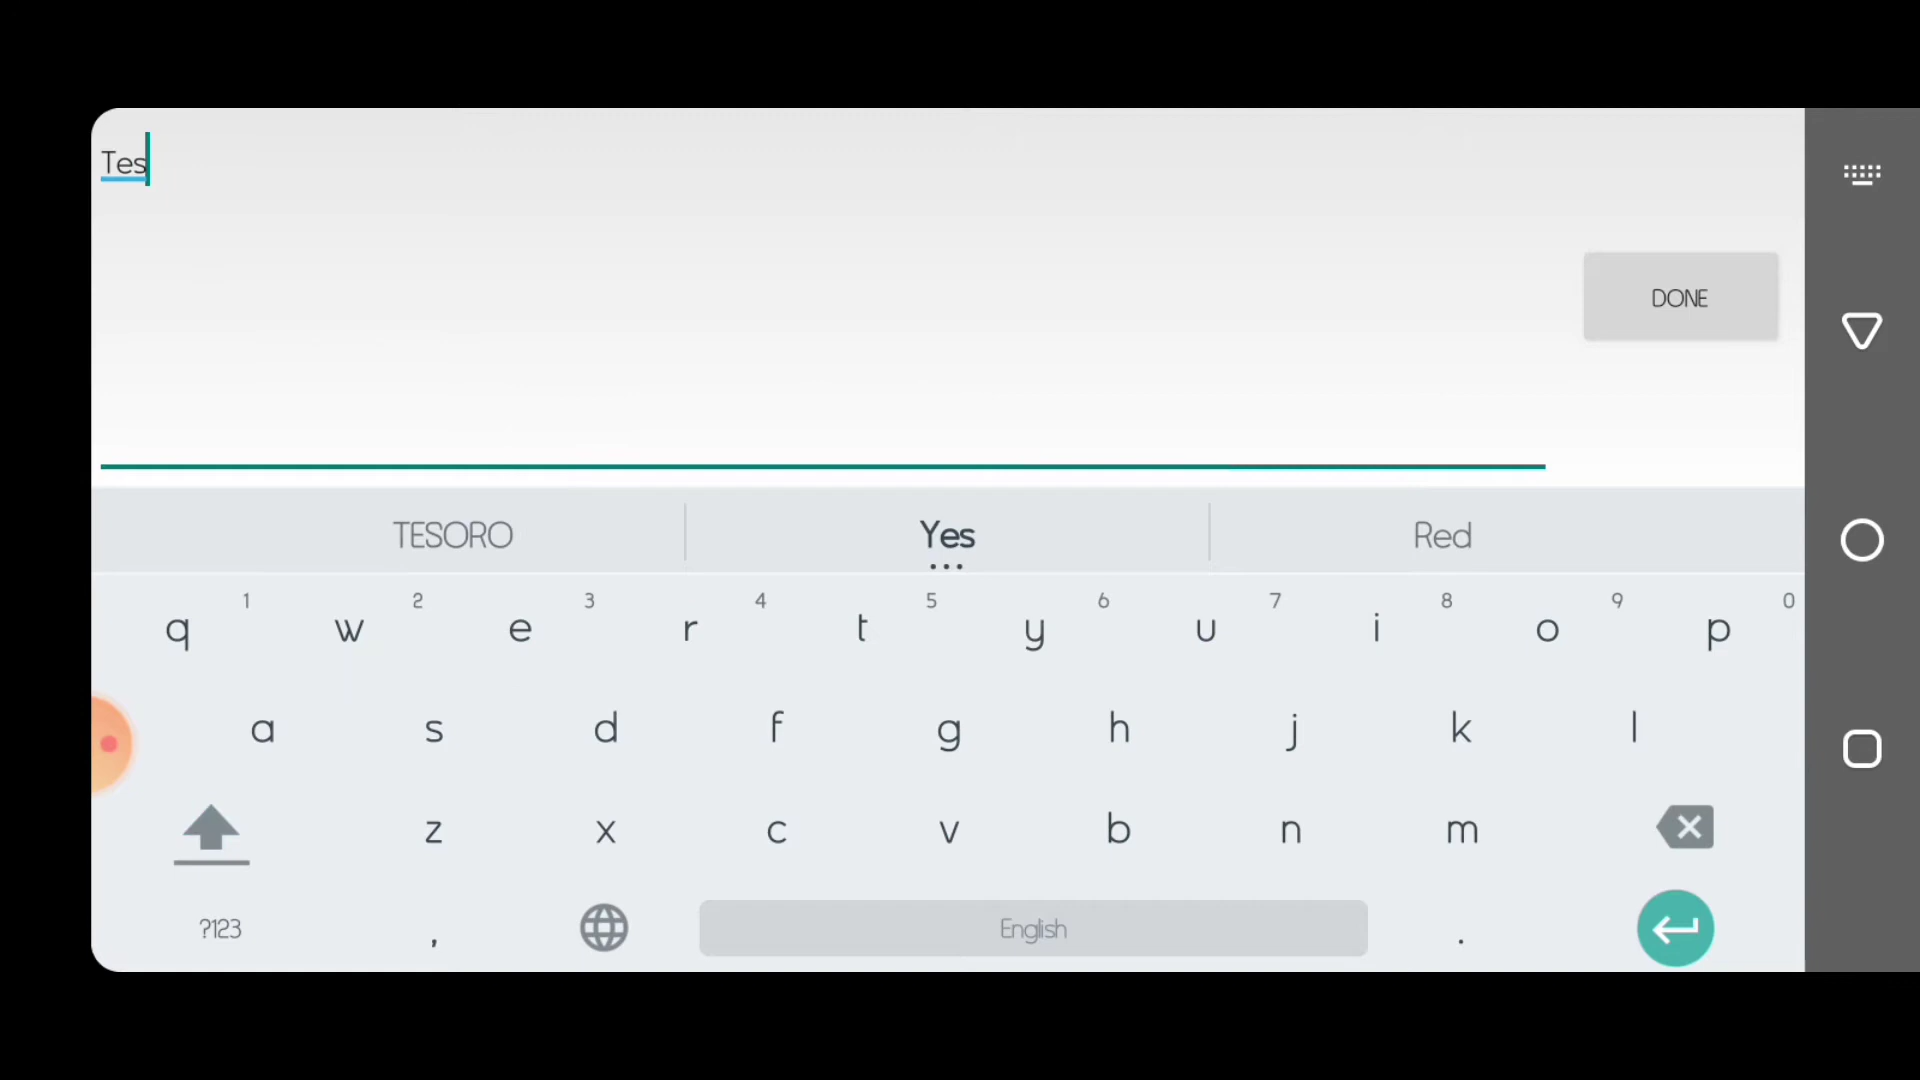 Tes
DONE
TESORO Yes Red
1 2 3 4 5 6 7 8 9 0
q w e r t y u i o p
a s d f g h j k l
z x c v b n m
?123 , English .